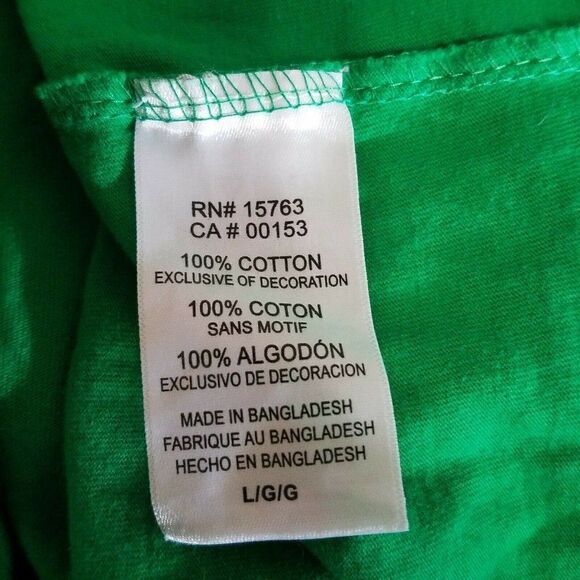 RN# 15763
CA # 00153
100% COTTON
EXCLUSIVE OF DECORATION
100% COTON
SANS MOTIF
100% ALGODÓN
EXCLUSIVO DE DECORACION
MADE IN BANGLADESH
FABRIQUE AU BANGLADESH
HECHO EN BANGLADESH
L/G/G